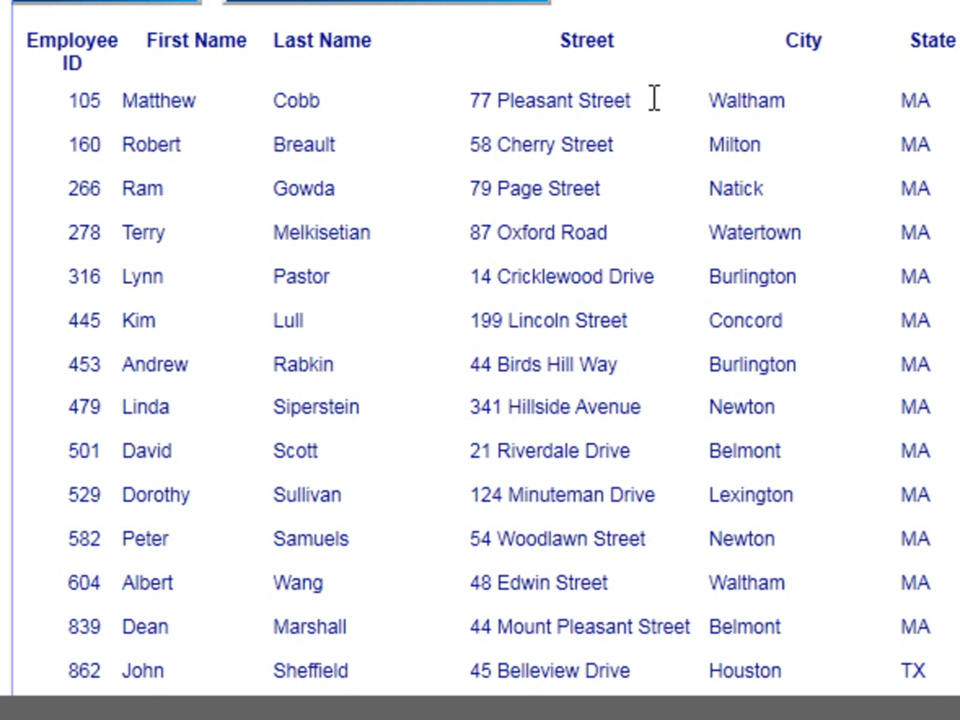 Employee ID First Name Last Name Street City State
105 Matthew Cobb 77 Pleasant Street Waltham MA
160 Robert Breault 58 Cherry Street Milton MA
266 Ram Gowda 79 Page Street Natick MA
278 Terry Melkisetian 87 Oxford Road Watertown MA
316 Lynn Pastor 14 Cricklewood Drive Burlington MA
445 Kim Lull 199 Lincoln Street Concord MA
453 Andrew Rabkin 44 Birds Hill Way Burlington MA
479 Linda Siperstein 341 Hillside Avenue Newton MA
501 David Scott 21 Riverdale Drive Belmont MA
529 Dorothy Sullivan 124 Minuteman Drive Lexington MA
582 Peter Samuels 54 Woodlawn Street Newton MA
604 Albert Wang 48 Edwin Street Waltham MA
839 Dean Marshall 44 Mount Pleasant Street Belmont MA
862 John Sheffield 45 Belleview Drive Houston TX